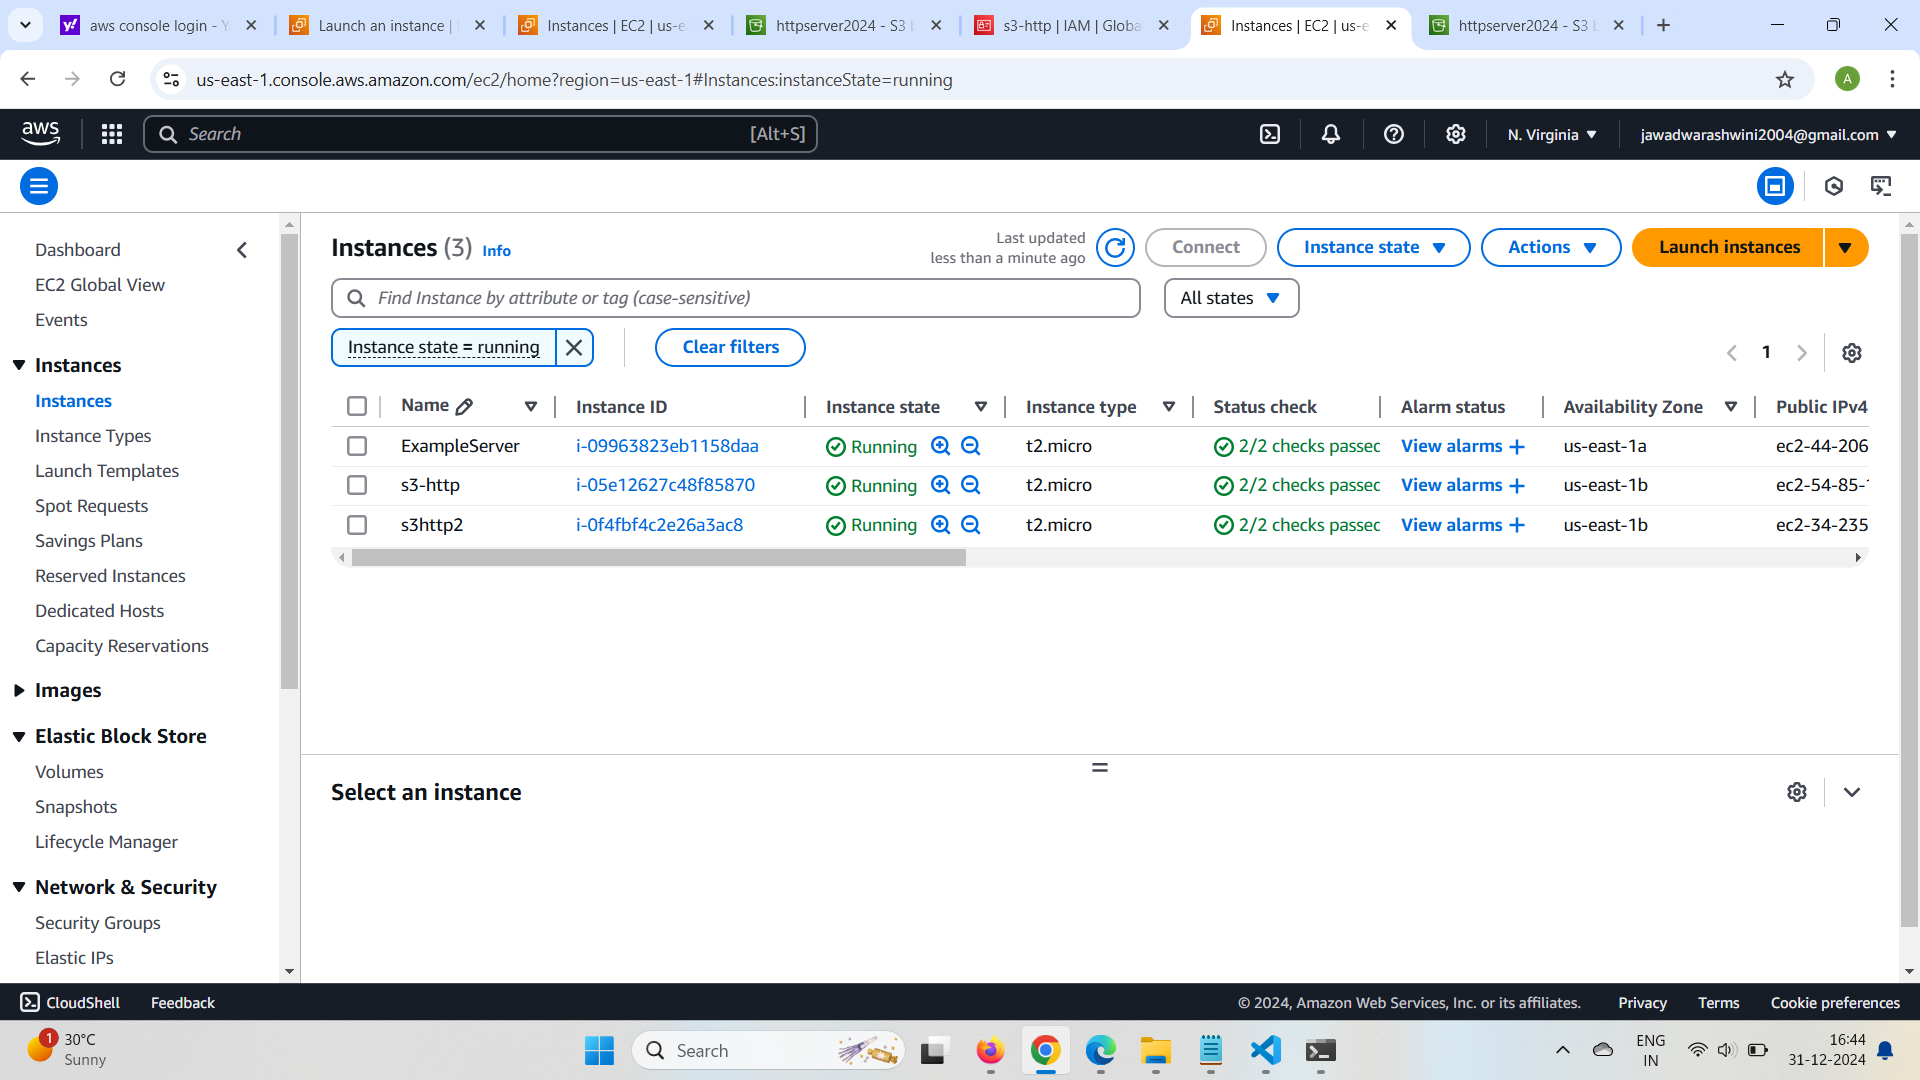 aws console login - Y
Launch an instance |
Instances | EC2 | us-e
httpserver2024 - S3 b
s3-http | IAM | Globa
Instances | EC2 | us-e
httpserver2024 - S3 b
us-east-1.console.aws.amazon.com/ec2/home?region=us-east-1#Instances:instanceState=running
A
aws
Search
[Alt+S]
N. Virginia
jawadwarashwini2004@gmail.com
Dashboard
EC2 Global View
Events
Instances
Instances
Instance Types
Launch Templates
Spot Requests
Savings Plans
Reserved Instances
Dedicated Hosts
Capacity Reservations
Images
Elastic Block Store
Volumes
Snapshots
Lifecycle Manager
Network & Security
Security Groups
Elastic IPs
Instances (3) Info
Last updated
less than a minute ago
Connect
Instance state
Actions
Launch instances
Find Instance by attribute or tag (case-sensitive)
All states
Instance state = running
Clear filters
1
Name Instance ID Instance state Instance type Status check Alarm status Availability Zone Public IPv4
ExampleServer i-09963823eb1158daa Running t2.micro 2/2 checks passed View alarms + us-east-1a ec2-44-206
s3-http i-05e12627c48f85870 Running t2.micro 2/2 checks passed View alarms + us-east-1b ec2-54-85-1
s3http2 i-0f4fbf4c2e26a3ac8 Running t2.micro 2/2 checks passed View alarms + us-east-1b ec2-34-235
Select an instance
CloudShell
Feedback
© 2024, Amazon Web Services, Inc. or its affiliates.
Privacy
Terms
Cookie preferences
1
30°C
Sunny
Search
ENG
IN
16:44
31-12-2024